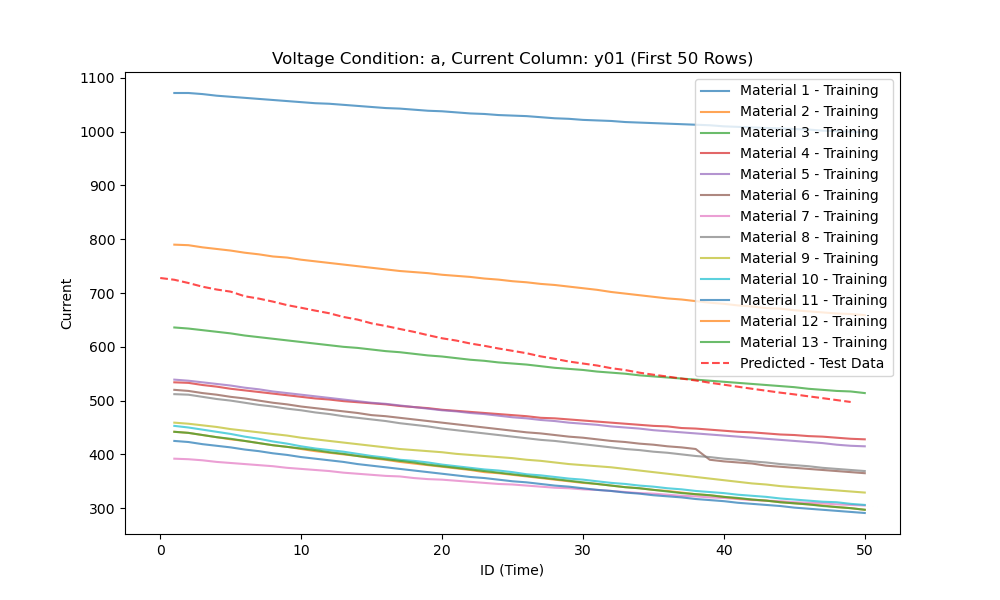 Voltage Condition: a, Current Column: y01 (First 50 Rows)
1100
1000
900
800
700
600
500
400
300
Current
0
10
20
30
40
50
ID (Time)
Material 1 - Training
Material 2 - Training
Material 3 - Training
Material 4 - Training
Material 5 - Training
Material 6 - Training
Material 7 - Training
Material 8 - Training
Material 9 - Training
Material 10 - Training
Material 11 - Training
Material 12 - Training
Material 13 - Training
Predicted - Test Data